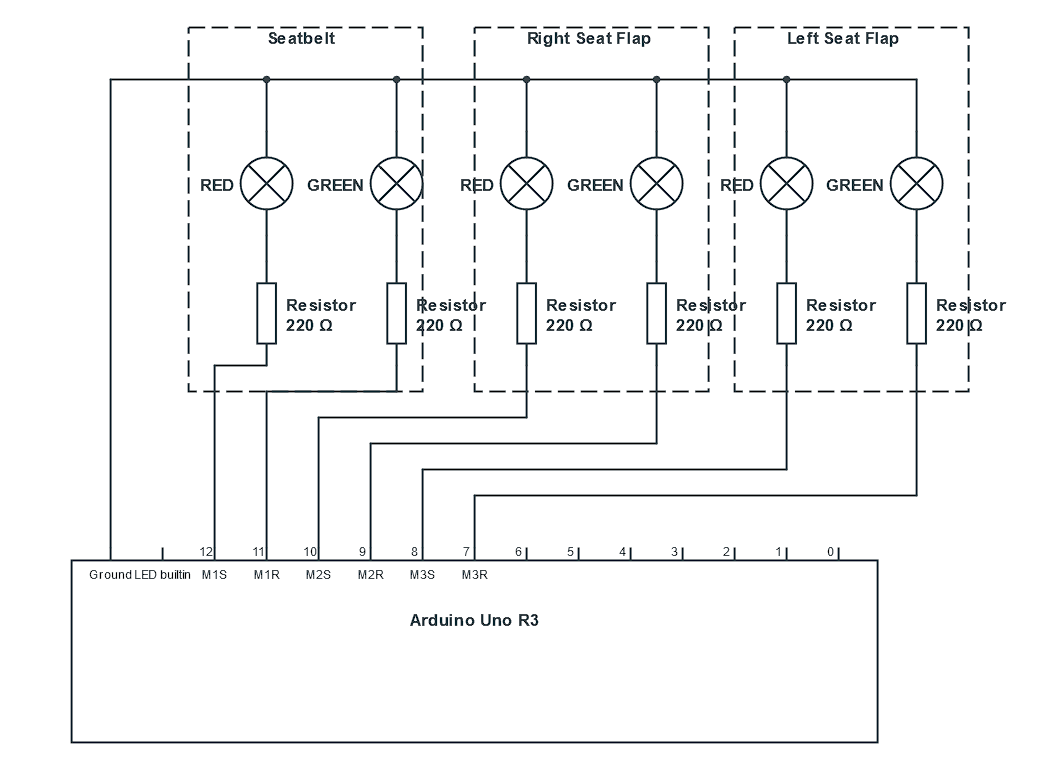 Seatbelt
Right Seat Flap
Left Seat Flap
RED
GREEN
RED
GREEN
RED
GREEN
Resistor
220 Ω
Resistor
220 Ω
Resistor
220 Ω
Resistor
220 Ω
Resistor
220 Ω
Resistor
220 Ω
12 11 10 9 8 7 6 5 4 3 2 1 0
Ground LED builtin M1S M1R M2S M2R M3S M3R
Arduino Uno R3